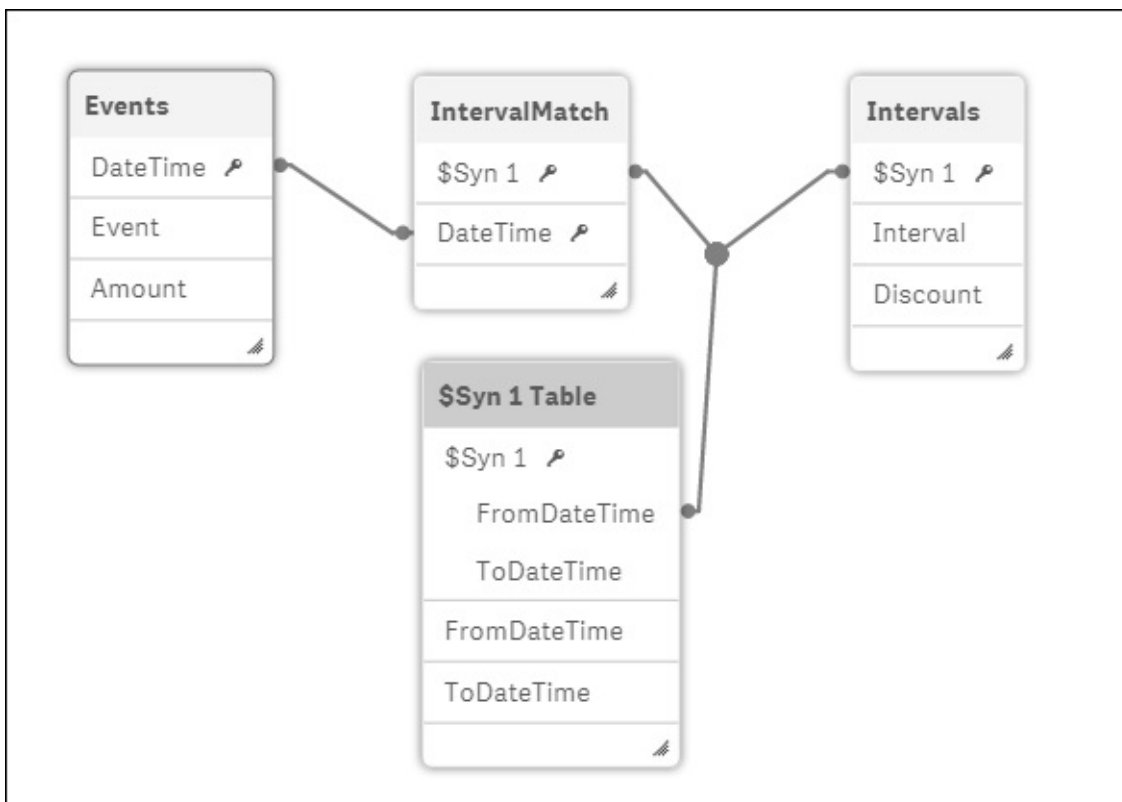 Events
DateTime
Event
Amount
IntervalMatch
$Syn 1
DateTime
Intervals
$Syn 1
Interval
Discount
$Syn 1 Table
$Syn 1
FromDateTime
ToDateTime
FromDateTime
ToDateTime